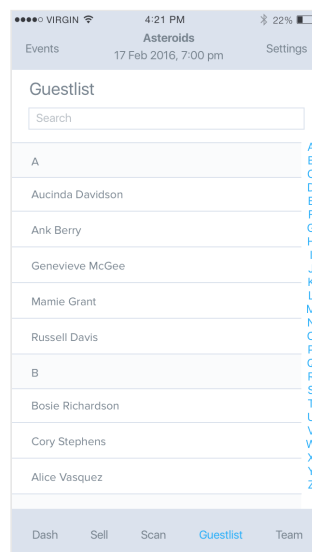 VIRGIN 4:21 PM 22%
Events Asteroids Settings
17 Feb 2016, 7:00 pm
Guestlist
Search
A
Aucinda Davidson
Ank Berry
Genevieve McGee
Mamie Grant
Russell Davis
B
Bosie Richardson
Cory Stephens
Alice Vasquez
A
B
C
D
E
F
G
H
I
J
K
L
M
N
O
P
Q
R
S
T
U
V
W
X
Y
Z
Dash Sell Scan Guestlist Team